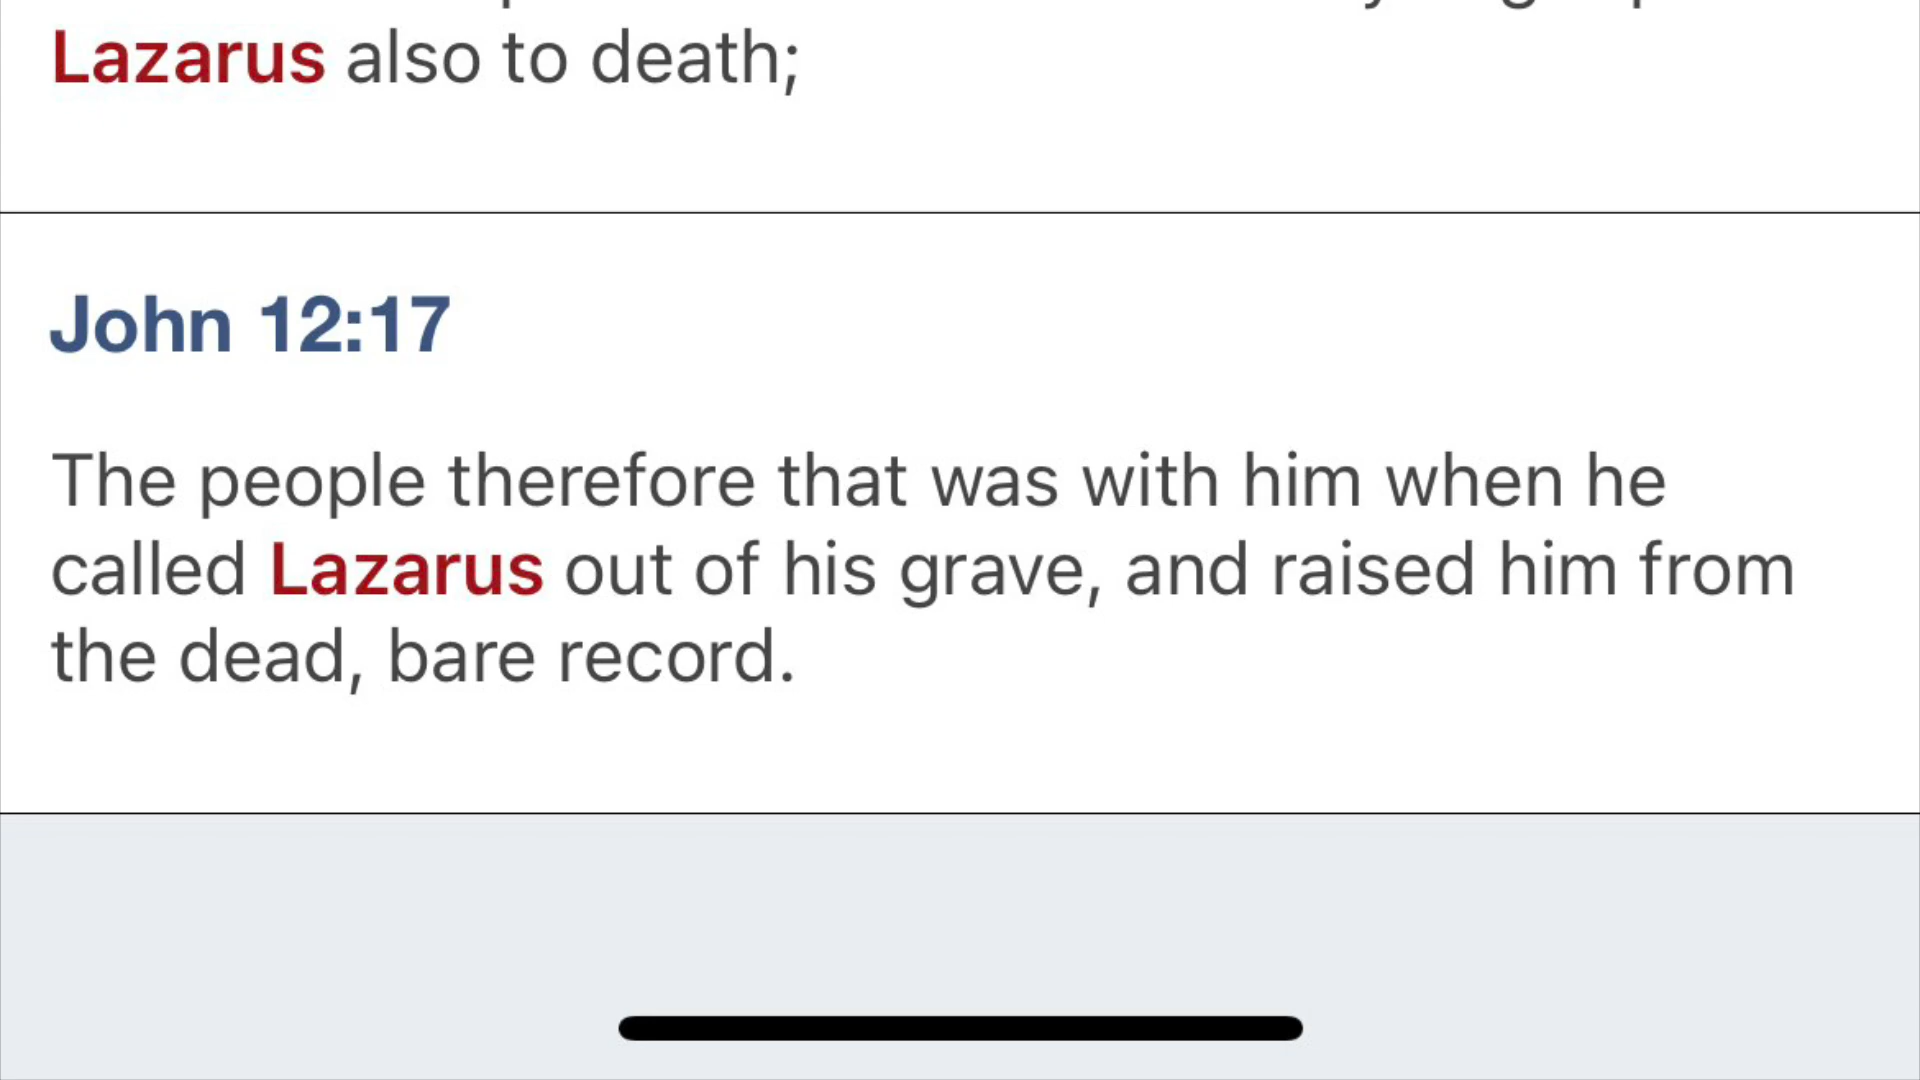 Lazarus also to death;
John 12:17
The people therefore that was with him when he
called Lazarus out of his grave, and raised him from
the dead, bare record.